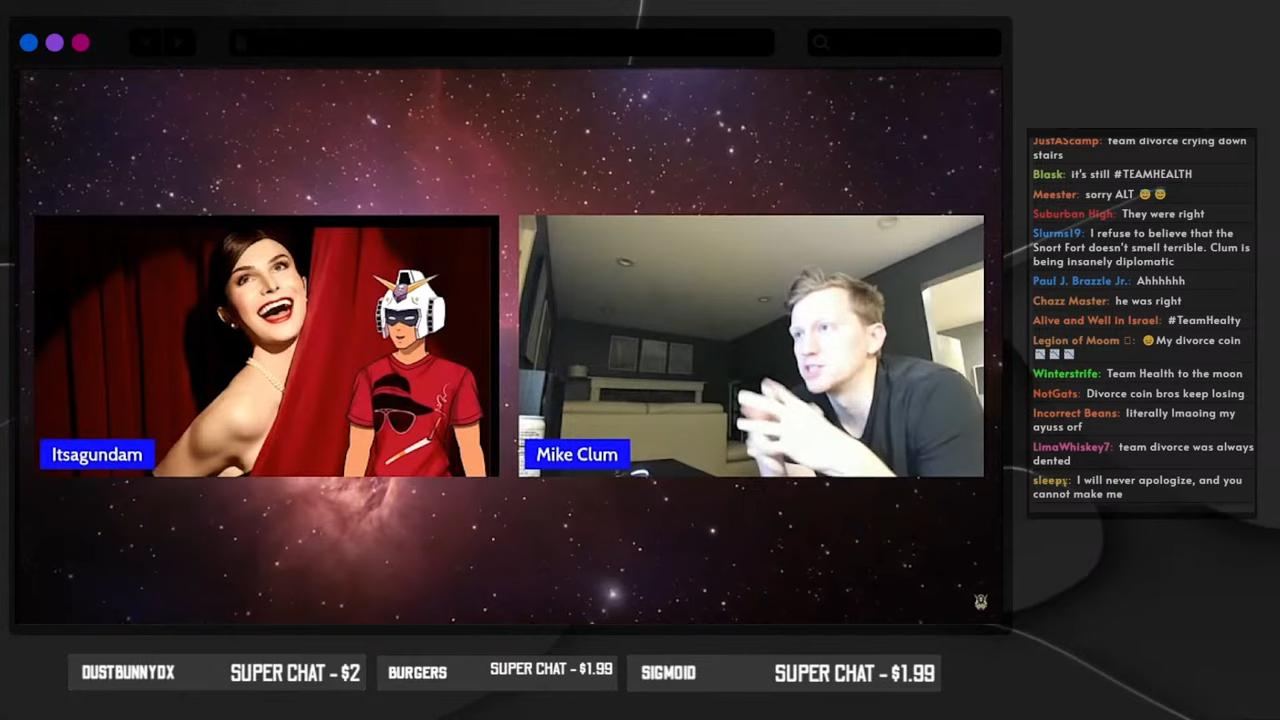 JustAScamp: team divorce crying down
stairs
Blask: it's still #TEAMHEALTH
Meester: sorry ALT 😎 😎
Suburban High: They were right
Slurms19: I refuse to believe that the
Snort Fort doesn't smell terrible. Clum is
being insanely diplomatic
Paul J. Brazzle Jr.: Ahhhhhh
Chazz Master: he was right
Alive and Well in Israel: #TeamHealty
Legion of Moom: My divorce coin
Winterstrife: Team Health to the moon
NotGats: Divorce coin bros keep losing
Incorrect Beans: literally lmaoing my
ayuss orf
LimaWhiskey7: team divorce was always
dented
sleepy: I will never apologize, and you
cannot make me
Itsagundam
Mike Clum
DUSTBUNNYDX SUPER CHAT - $2
BURGERS SUPER CHAT - $1.99
SIGMOID SUPER CHAT - $1.99